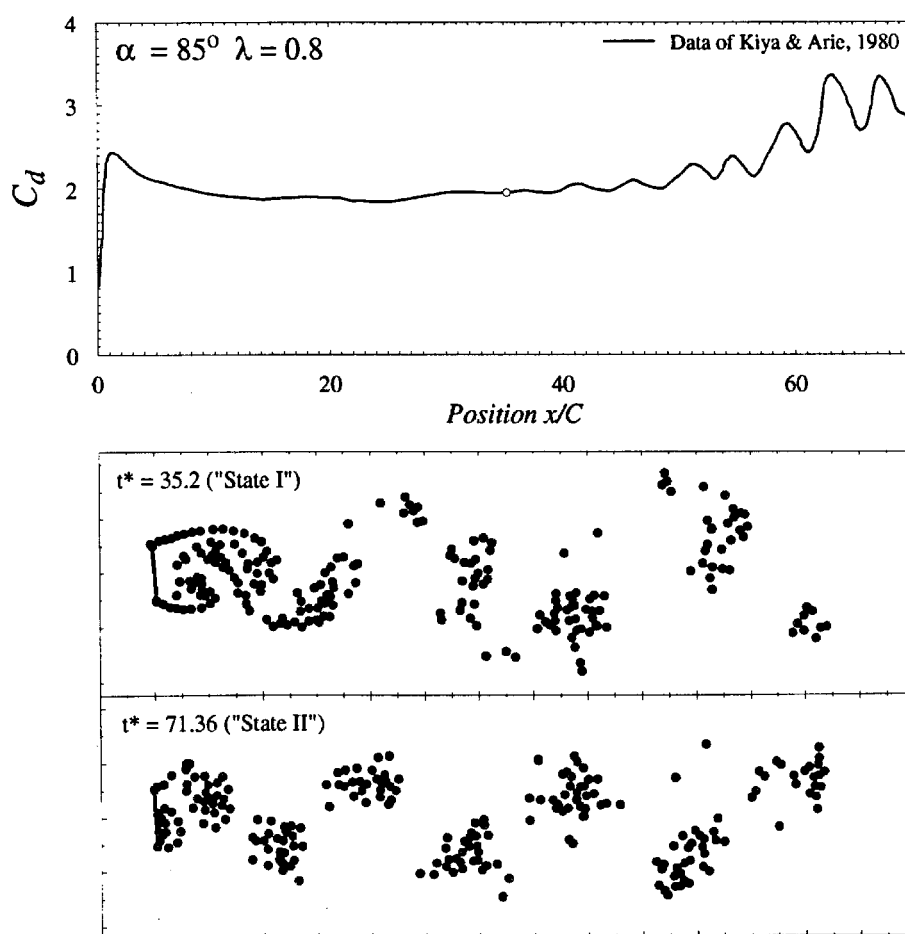 4
α = 85° λ = 0.8
Data of Kiya & Arie, 1980
3
C_d
2
1
0
0 20 40 60
Position x/C
t* = 35.2 ("State I")
t* = 71.36 ("State II")